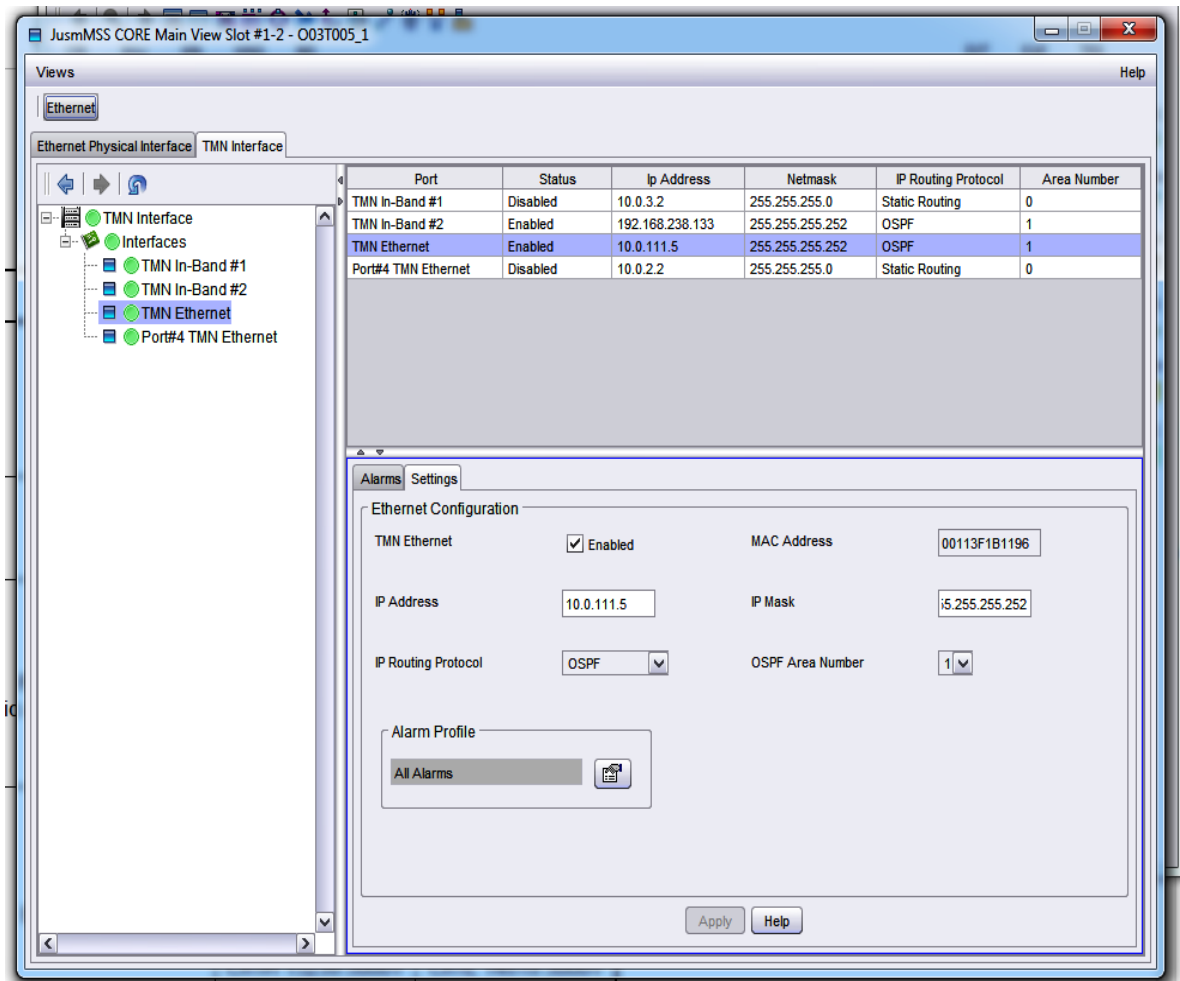 JusmMSS CORE Main View Slot #1-2 - O03T005_1
Views Help
Ethernet
Ethernet Physical Interface TMN Interface
TMN Interface
Interfaces
TMN In-Band #1
TMN In-Band #2
TMN Ethernet
Port#4 TMN Ethernet
Port Status Ip Address Netmask IP Routing Protocol Area Number
TMN In-Band #1 Disabled 10.0.3.2 255.255.255.0 Static Routing 0
TMN In-Band #2 Enabled 192.168.238.133 255.255.255.252 OSPF 1
TMN Ethernet Enabled 10.0.111.5 255.255.255.252 OSPF 1
Port#4 TMN Ethernet Disabled 10.0.2.2 255.255.255.0 Static Routing 0
Alarms Settings
Ethernet Configuration
TMN Ethernet Enabled MAC Address 00113F1B1196
IP Address 10.0.111.5 IP Mask 5.255.255.252
IP Routing Protocol OSPF OSPF Area Number 1
Alarm Profile
All Alarms
Apply Help